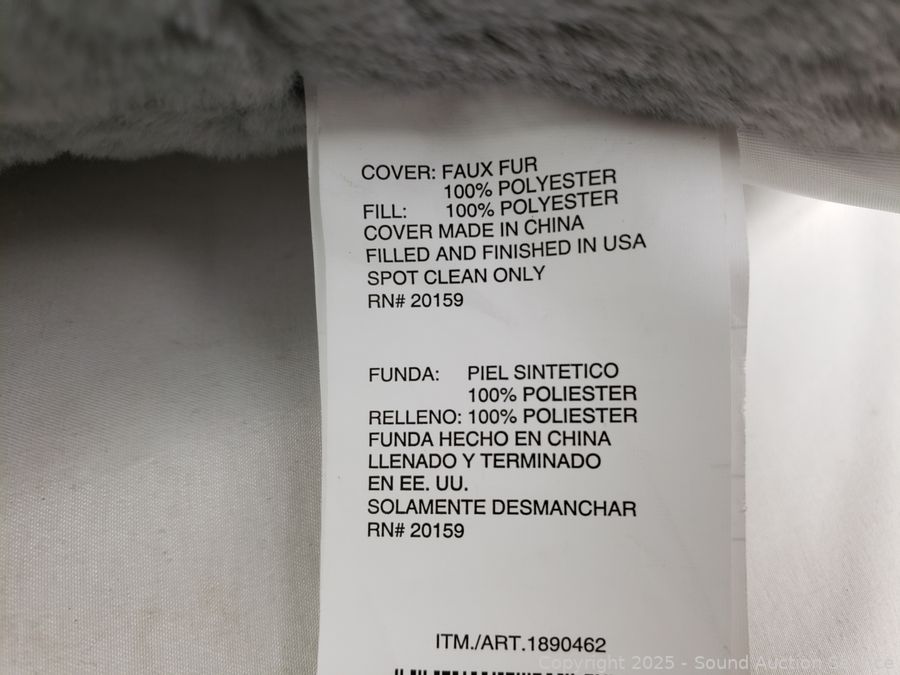 COVER: FAUX FUR
100% POLYESTER
FILL: 100% POLYESTER
COVER MADE IN CHINA
FILLED AND FINISHED IN USA
SPOT CLEAN ONLY
RN# 20159
FUNDA: PIEL SINTETICO
100% POLIESTER
RELLENO: 100% POLIESTER
FUNDA HECHO EN CHINA
LLENADO Y TERMINADO
EN EE. UU.
SOLAMENTE DESMANCHAR
RN# 20159
ITM./ART.1890462
Copyright 2025 - Sound Auction Service